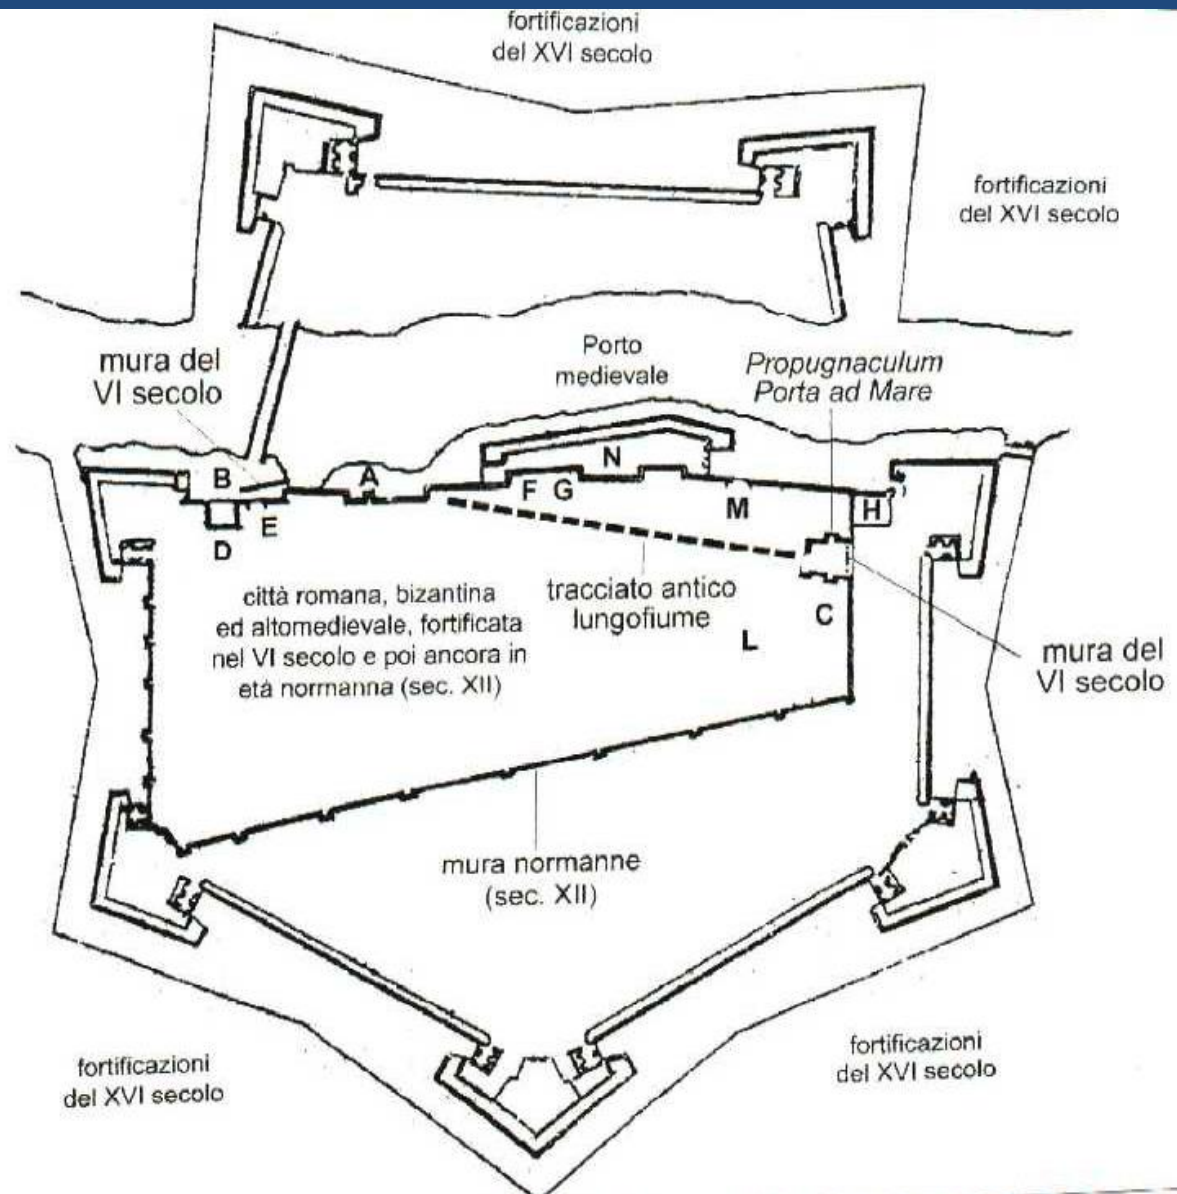 fortificazioni
del XVI secolo
fortificazioni
del XVI secolo
mura del
VI secolo
Porto
medievale
Propugnaculum
Porta ad Mare
B
A
N
F
G
M
H
E
D
città romana, bizantina
ed altomedievale, fortificata
nel VI secolo e poi ancora in
età normanna (sec. XII)
tracciato antico
lungofiume
C
L
mura del
VI secolo
mura normanne
(sec. XII)
fortificazioni
del XVI secolo
fortificazioni
del XVI secolo